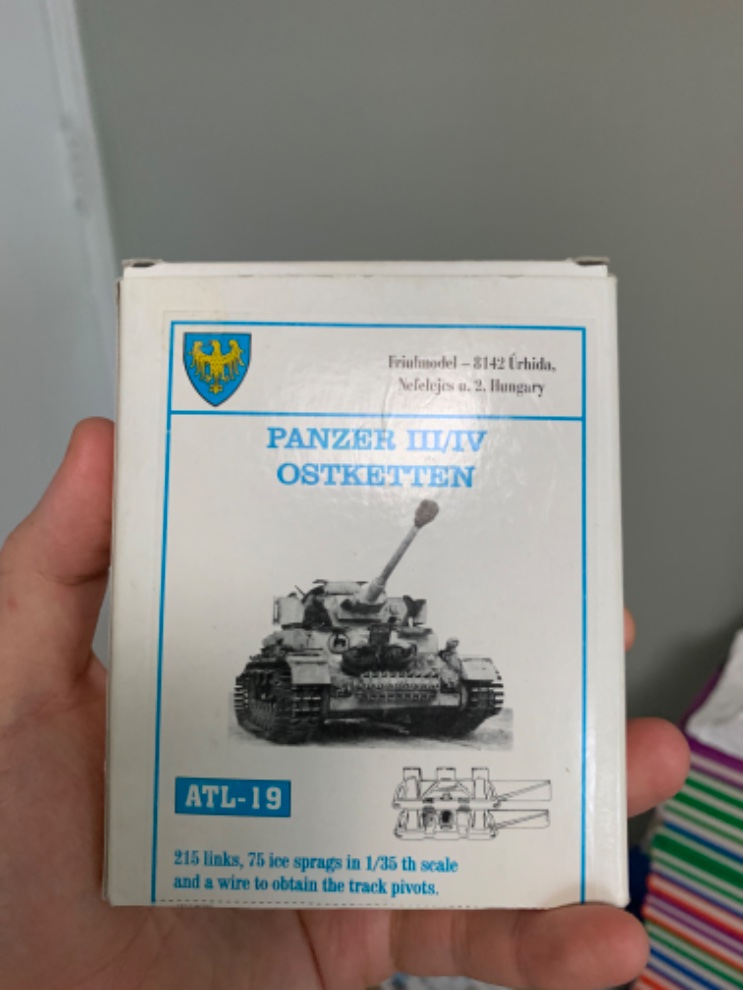 Friulmodel – 8142 Úrhida,
Nefelejcs u. 2. Hungary
PANZER III/IV
OSTKETTEN
ATL-19
215 links, 75 ice sprags in 1/35 th scale
and a wire to obtain the track pivots.